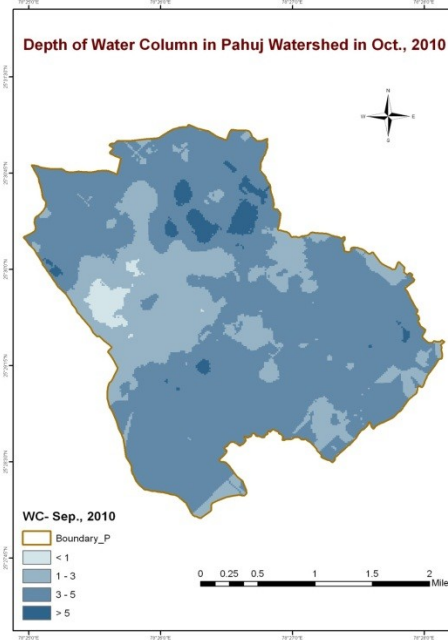 Depth of Water Column in Pahuj Watershed in Oct., 2010
N
W
E
S
WC- Sep., 2010
Boundary_P
< 1
1 - 3
3 - 5
> 5
0 0.25 0.5 1 1.5 2
Miles